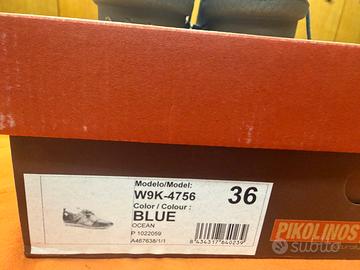 Modelo/Model:
W9K-4756
36
Color / Colour :
BLUE
OCEAN
P 1022059
A467638/1/1
8 434317 640239
PIKOLINOS
Subito